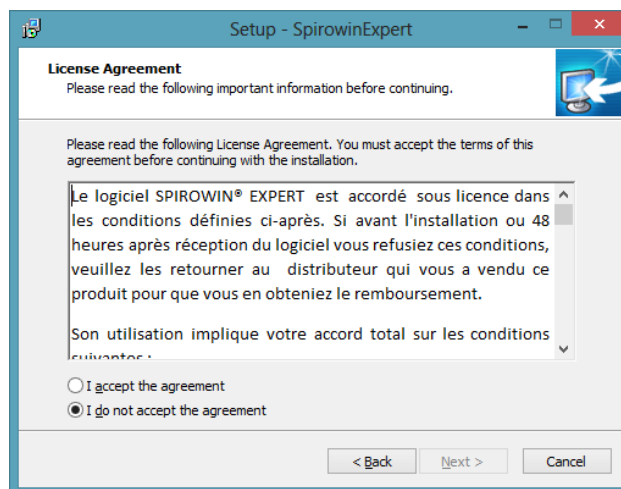 Setup - SpirowinExpert
License Agreement
Please read the following important information before continuing.
Please read the following License Agreement. You must accept the terms of this
agreement before continuing with the installation.
Le logiciel SPIROWIN® EXPERT est accordé sous licence dans
les conditions définies ci-après. Si avant l'installation ou 48
heures après réception du logiciel vous refusiez ces conditions,
veuillez les retourner au distributeur qui vous a vendu ce
produit pour que vous en obteniez le remboursement.
Son utilisation implique votre accord total sur les conditions
suivantes :
I accept the agreement
I do not accept the agreement
< Back
Next >
Cancel